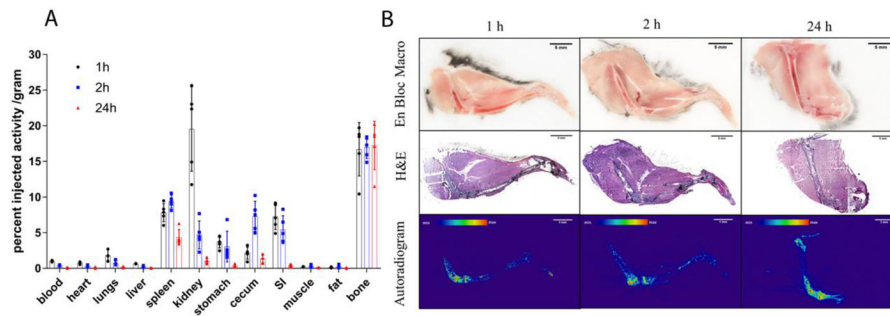 A
percent injected activity /gram
30
25
20
15
10
5
0
1h
2h
24h
blood
heart
lungs
liver
spleen
kidney
stomach
cecum
SI
muscle
fat
bone
B
1 h
2 h
24 h
En Bloc Macro
5 mm
5 mm
5 mm
H&E
Autoradiogram